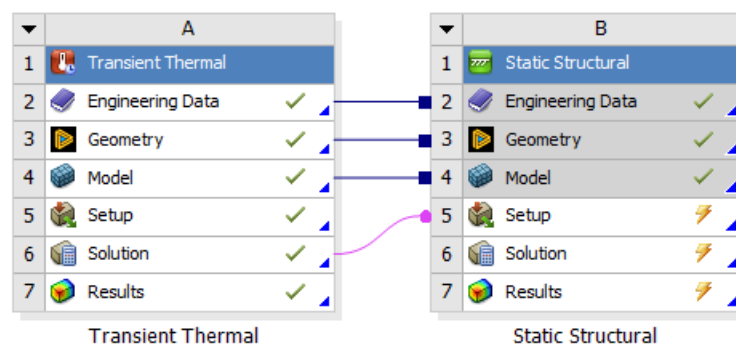 A
1 Transient Thermal
2 Engineering Data
3 Geometry
4 Model
5 Setup
6 Solution
7 Results
Transient Thermal
B
1 Static Structural
2 Engineering Data
3 Geometry
4 Model
5 Setup
6 Solution
7 Results
Static Structural